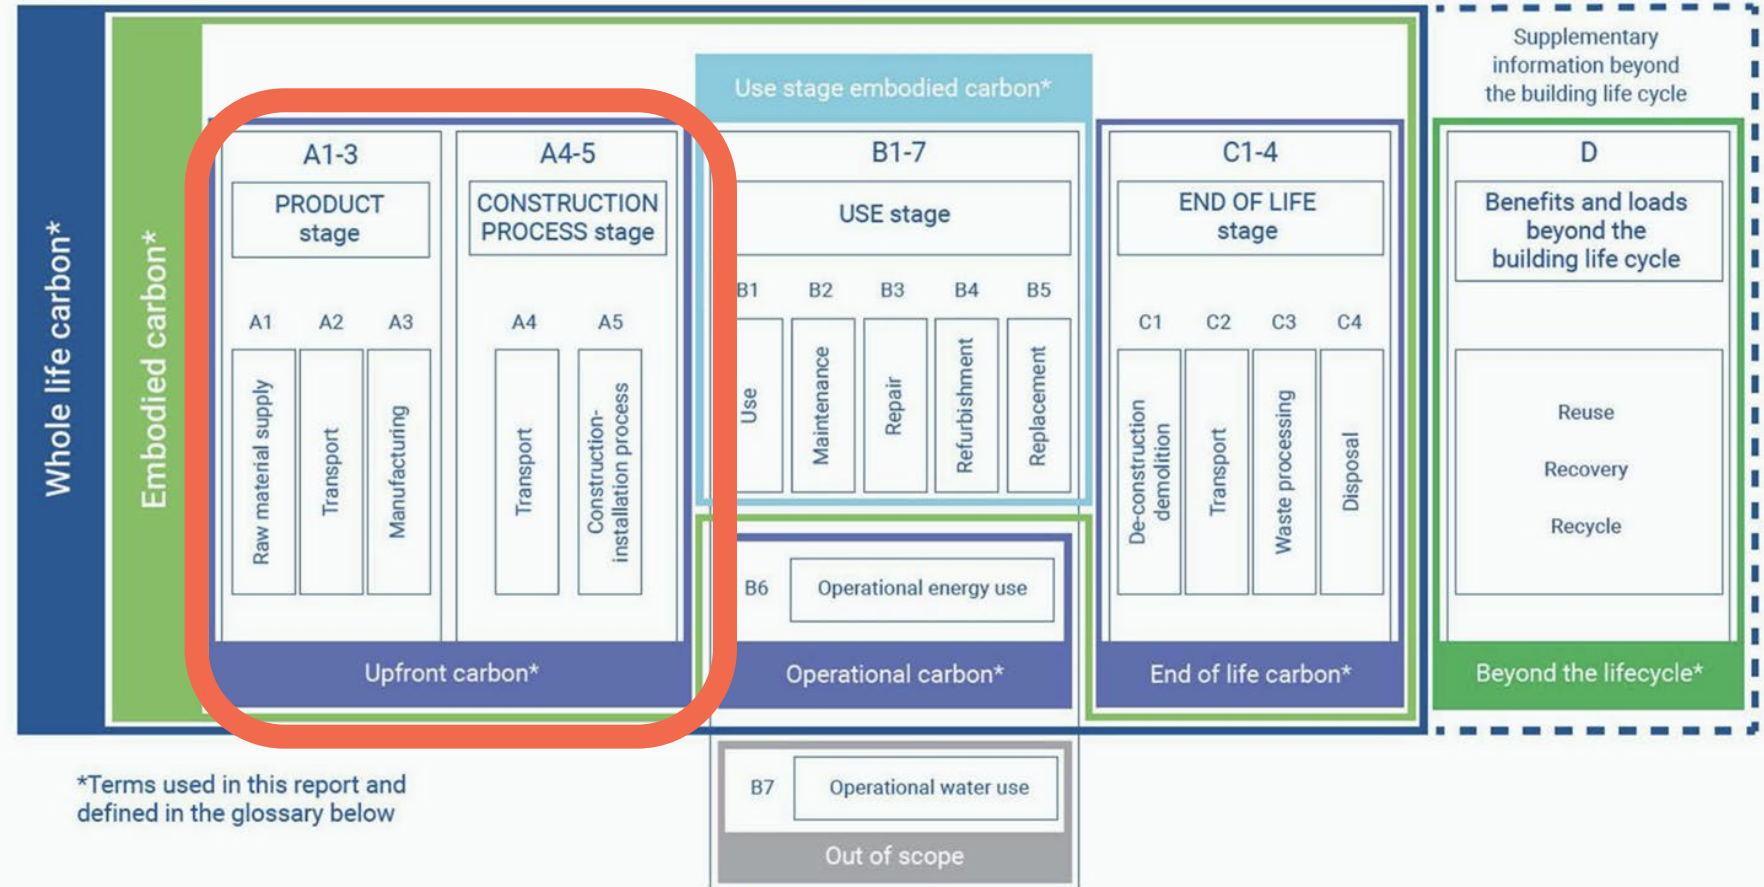 Whole life carbon*
Embodied carbon*
Use stage embodied carbon*
Supplementary
information beyond
the building life cycle
A1-3
PRODUCT
stage
A1
A2
A3
Raw material supply
Transport
Manufacturing
A4-5
CONSTRUCTION
PROCESS stage
A4
A5
Transport
Construction-
installation process
Upfront carbon*
B1-7
USE stage
B1
B2
B3
B4
B5
Use
Maintenance
Repair
Refurbishment
Replacement
B6
Operational energy use
Operational carbon*
B7
Operational water use
Out of scope
C1-4
END OF LIFE
stage
C1
C2
C3
C4
De-construction
demolition
Transport
Waste processing
Disposal
End of life carbon*
D
Benefits and loads
beyond the
building life cycle
Reuse
Recovery
Recycle
Beyond the lifecycle*
*Terms used in this report and
defined in the glossary below